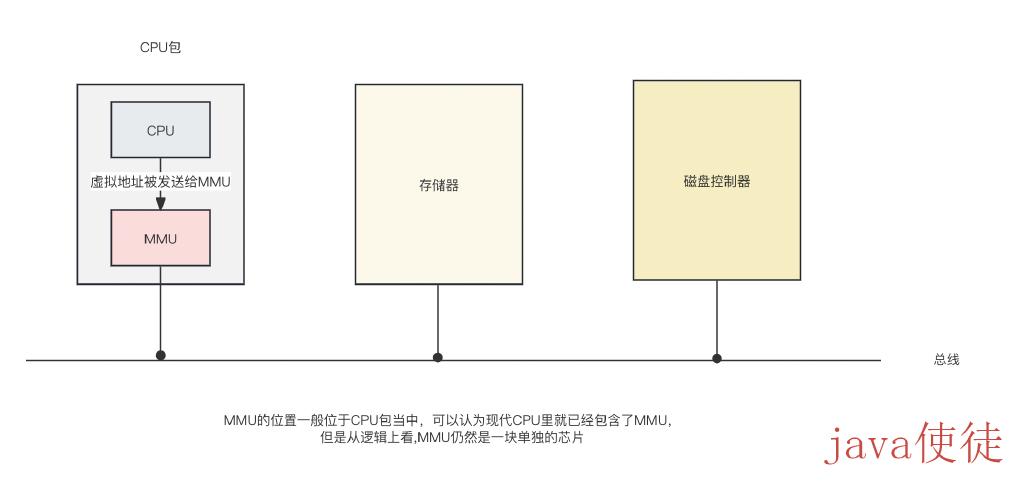 CPU包
CPU
虚拟地址被发送给MMU
MMU
存储器
磁盘控制器
总线
MMU的位置一般位于CPU包当中，可以认为现代CPU里就已经包含了MMU，
但是从逻辑上看,MMU仍然是一块单独的芯片
java使徒